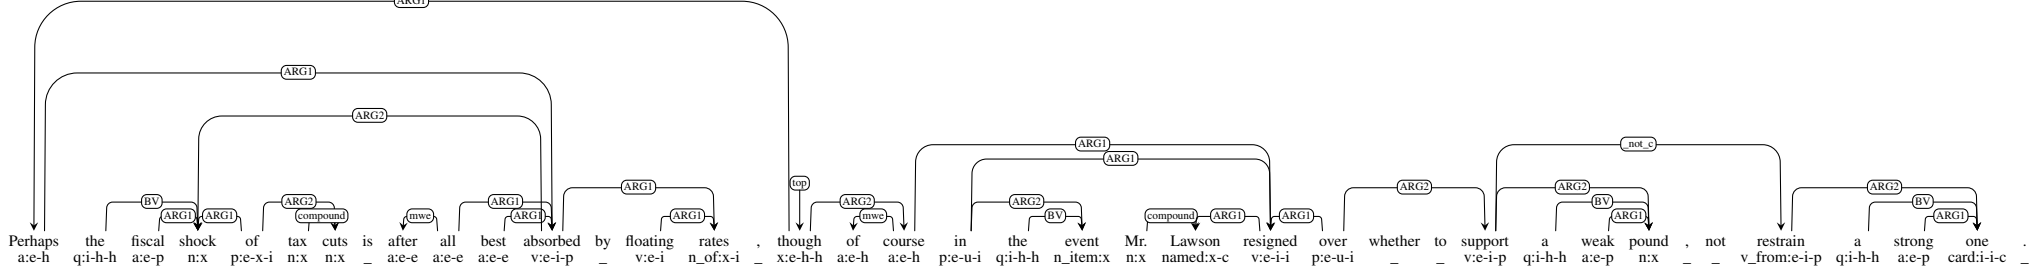 ARG1
ARG1
ARG2
ARG1
_not_c
ARG1
top
ARG1 ARG2 ARG2 ARG2
BV ARG2 ARG1 ARG2 ARG2 BV BV
ARG1 ARG1 compound mwe ARG1 ARG1 mwe BV compound ARG1 ARG1 ARG1 ARG1
Perhaps the fiscal shock of tax cuts is after all best absorbed by floating rates , though of course in the event Mr. Lawson resigned over whether to support a weak pound , not restrain a strong one .
a:e-h q:i-h-h a:e-p n:x p:e-x-i n:x n:x _ a:e-e a:e-e a:e-e v:e-i-p _ v:e-i n_of:x-i _ x:e-h-h a:e-h a:e-h p:e-u-i q:i-h-h n_item:x n:x named:x-c v:e-i-i p:e-u-i _ _ v:e-i-p q:i-h-h a:e-p n:x _ _ v_from:e-i-p q:i-h-h a:e-p card:i-i-c _